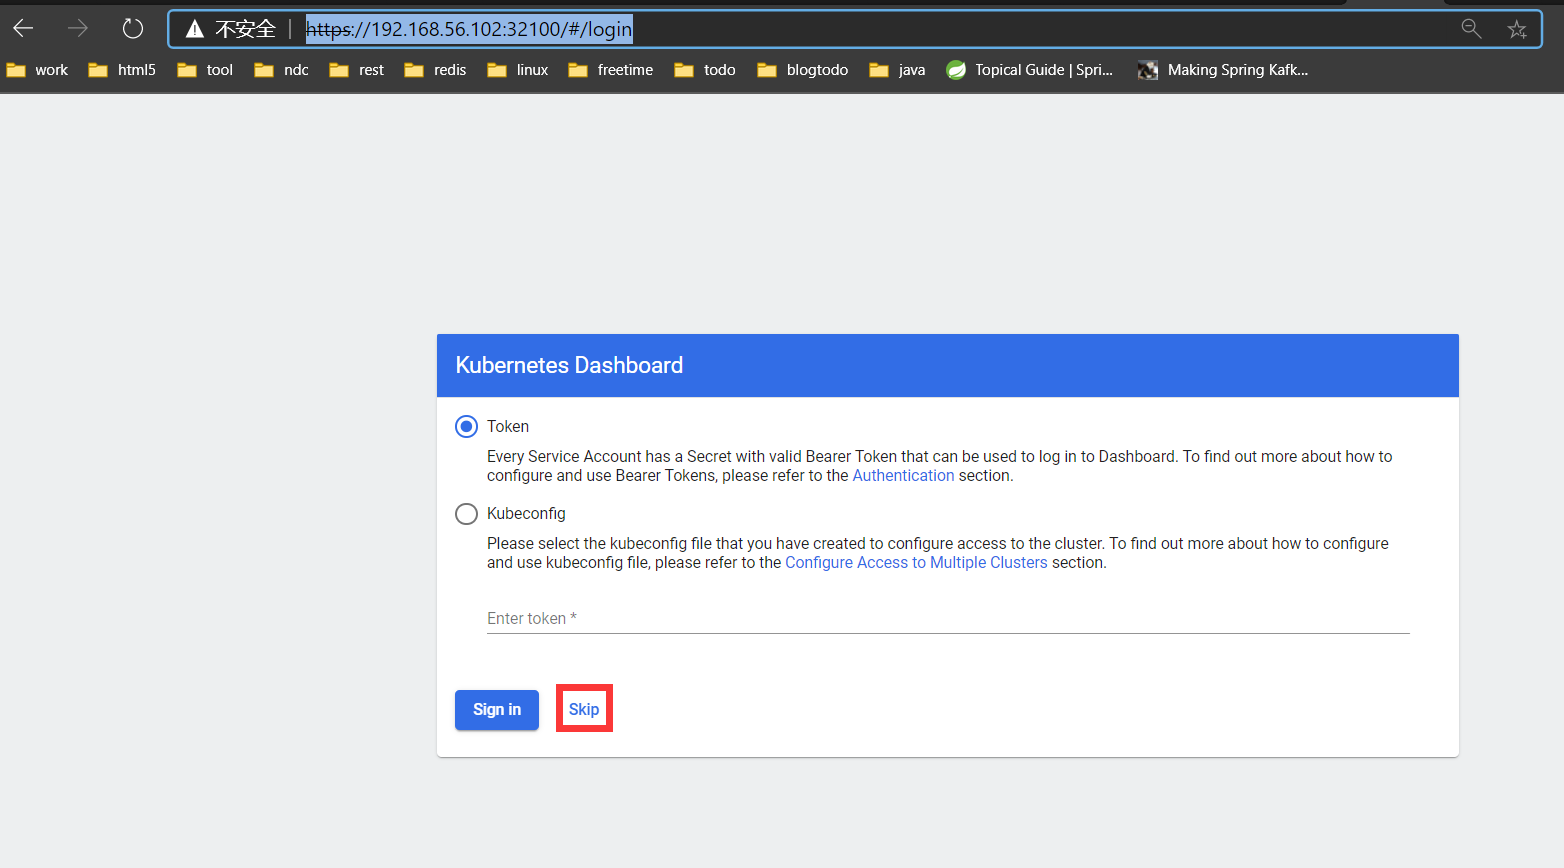 不安全 https://192.168.56.102:32100/#/login
work html5 tool ndc rest redis linux freetime todo blogtodo java Topical Guide | Spri... Making Spring Kafk...
Kubernetes Dashboard
Token
Every Service Account has a Secret with valid Bearer Token that can be used to log in to Dashboard. To find out more about how to
configure and use Bearer Tokens, please refer to the Authentication section.
Kubeconfig
Please select the kubeconfig file that you have created to configure access to the cluster. To find out more about how to configure
and use kubeconfig file, please refer to the Configure Access to Multiple Clusters section.
Enter token *
Sign in Skip